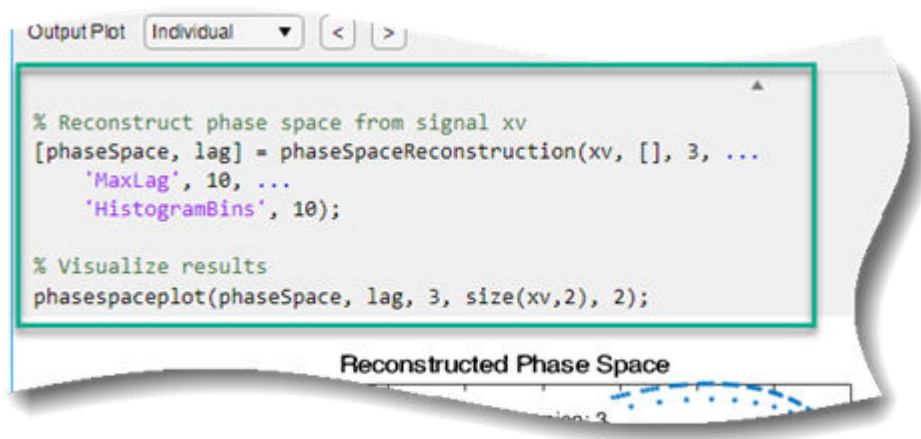 Output Plot Individual < >
% Reconstruct phase space from signal xv
[phaseSpace, lag] = phaseSpaceReconstruction(xv, [], 3, ...
'MaxLag', 10, ...
'HistogramBins', 10);
% Visualize results
phasespaceplot(phaseSpace, lag, 3, size(xv,2), 2);
Reconstructed Phase Space
3